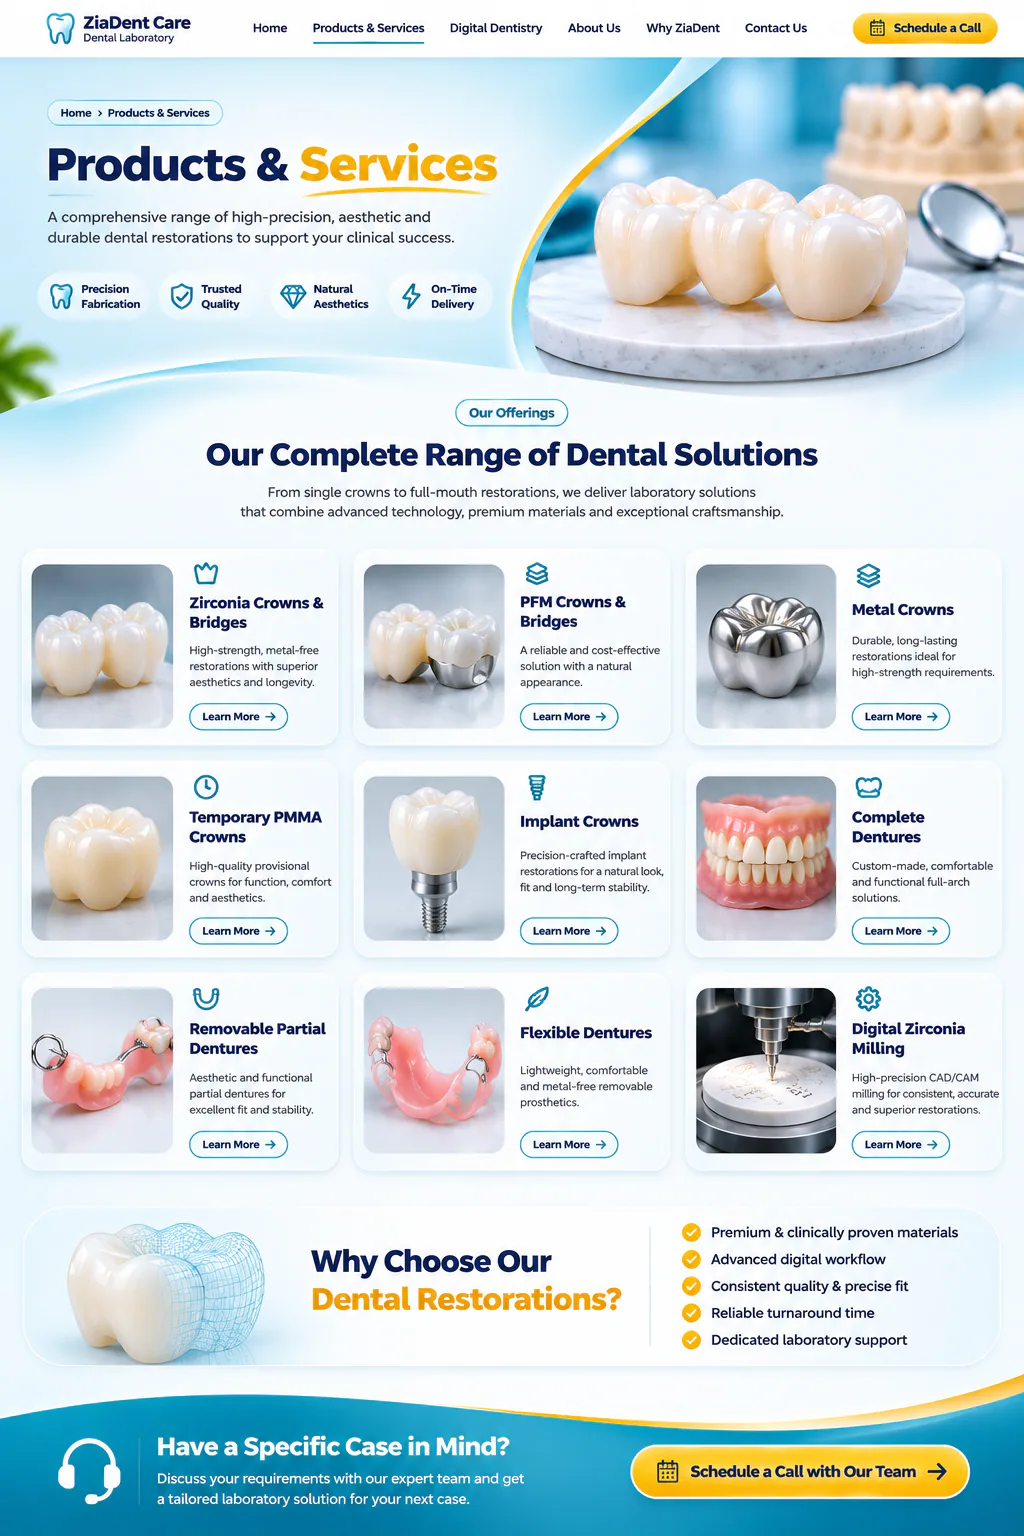 ZiaDent Care
Dental Laboratory
Home
Products & Services
Digital Dentistry
About Us
Why ZiaDent
Contact Us
Schedule a Call
Home > Products & Services
Products & Services
A comprehensive range of high-precision, aesthetic and
durable dental restorations to support your clinical success.
Precision
Fabrication
Trusted
Quality
Natural
Aesthetics
On-Time
Delivery
Our Offerings
Our Complete Range of Dental Solutions
From single crowns to full-mouth restorations, we deliver laboratory solutions
that combine advanced technology, premium materials and exceptional craftsmanship.
Zirconia Crowns &
Bridges
High-strength, metal-free
restorations with superior
aesthetics and longevity.
Learn More →
PFM Crowns &
Bridges
A reliable and cost-effective
solution with a natural
appearance.
Learn More →
Metal Crowns
Durable, long-lasting
restorations ideal for
high-strength requirements.
Learn More →
Temporary PMMA
Crowns
High-quality provisional
crowns for function, comfort
and aesthetics.
Learn More →
Implant Crowns
Precision-crafted implant
restorations for a natural look,
fit and long-term stability.
Learn More →
Complete
Dentures
Custom-made, comfortable
and functional full-arch
solutions.
Learn More →
Removable Partial
Dentures
Aesthetic and functional
partial dentures for
excellent fit and stability.
Learn More →
Flexible Dentures
Lightweight, comfortable
and metal-free removable
prosthetics.
Learn More →
Digital Zirconia
Milling
High-precision CAD/CAM
milling for consistent, accurate
and superior restorations.
Learn More →
Why Choose Our
Dental Restorations?
Premium & clinically proven materials
Advanced digital workflow
Consistent quality & precise fit
Reliable turnaround time
Dedicated laboratory support
Have a Specific Case in Mind?
Discuss your requirements with our expert team and get
a tailored laboratory solution for your next case.
Schedule a Call with Our Team →